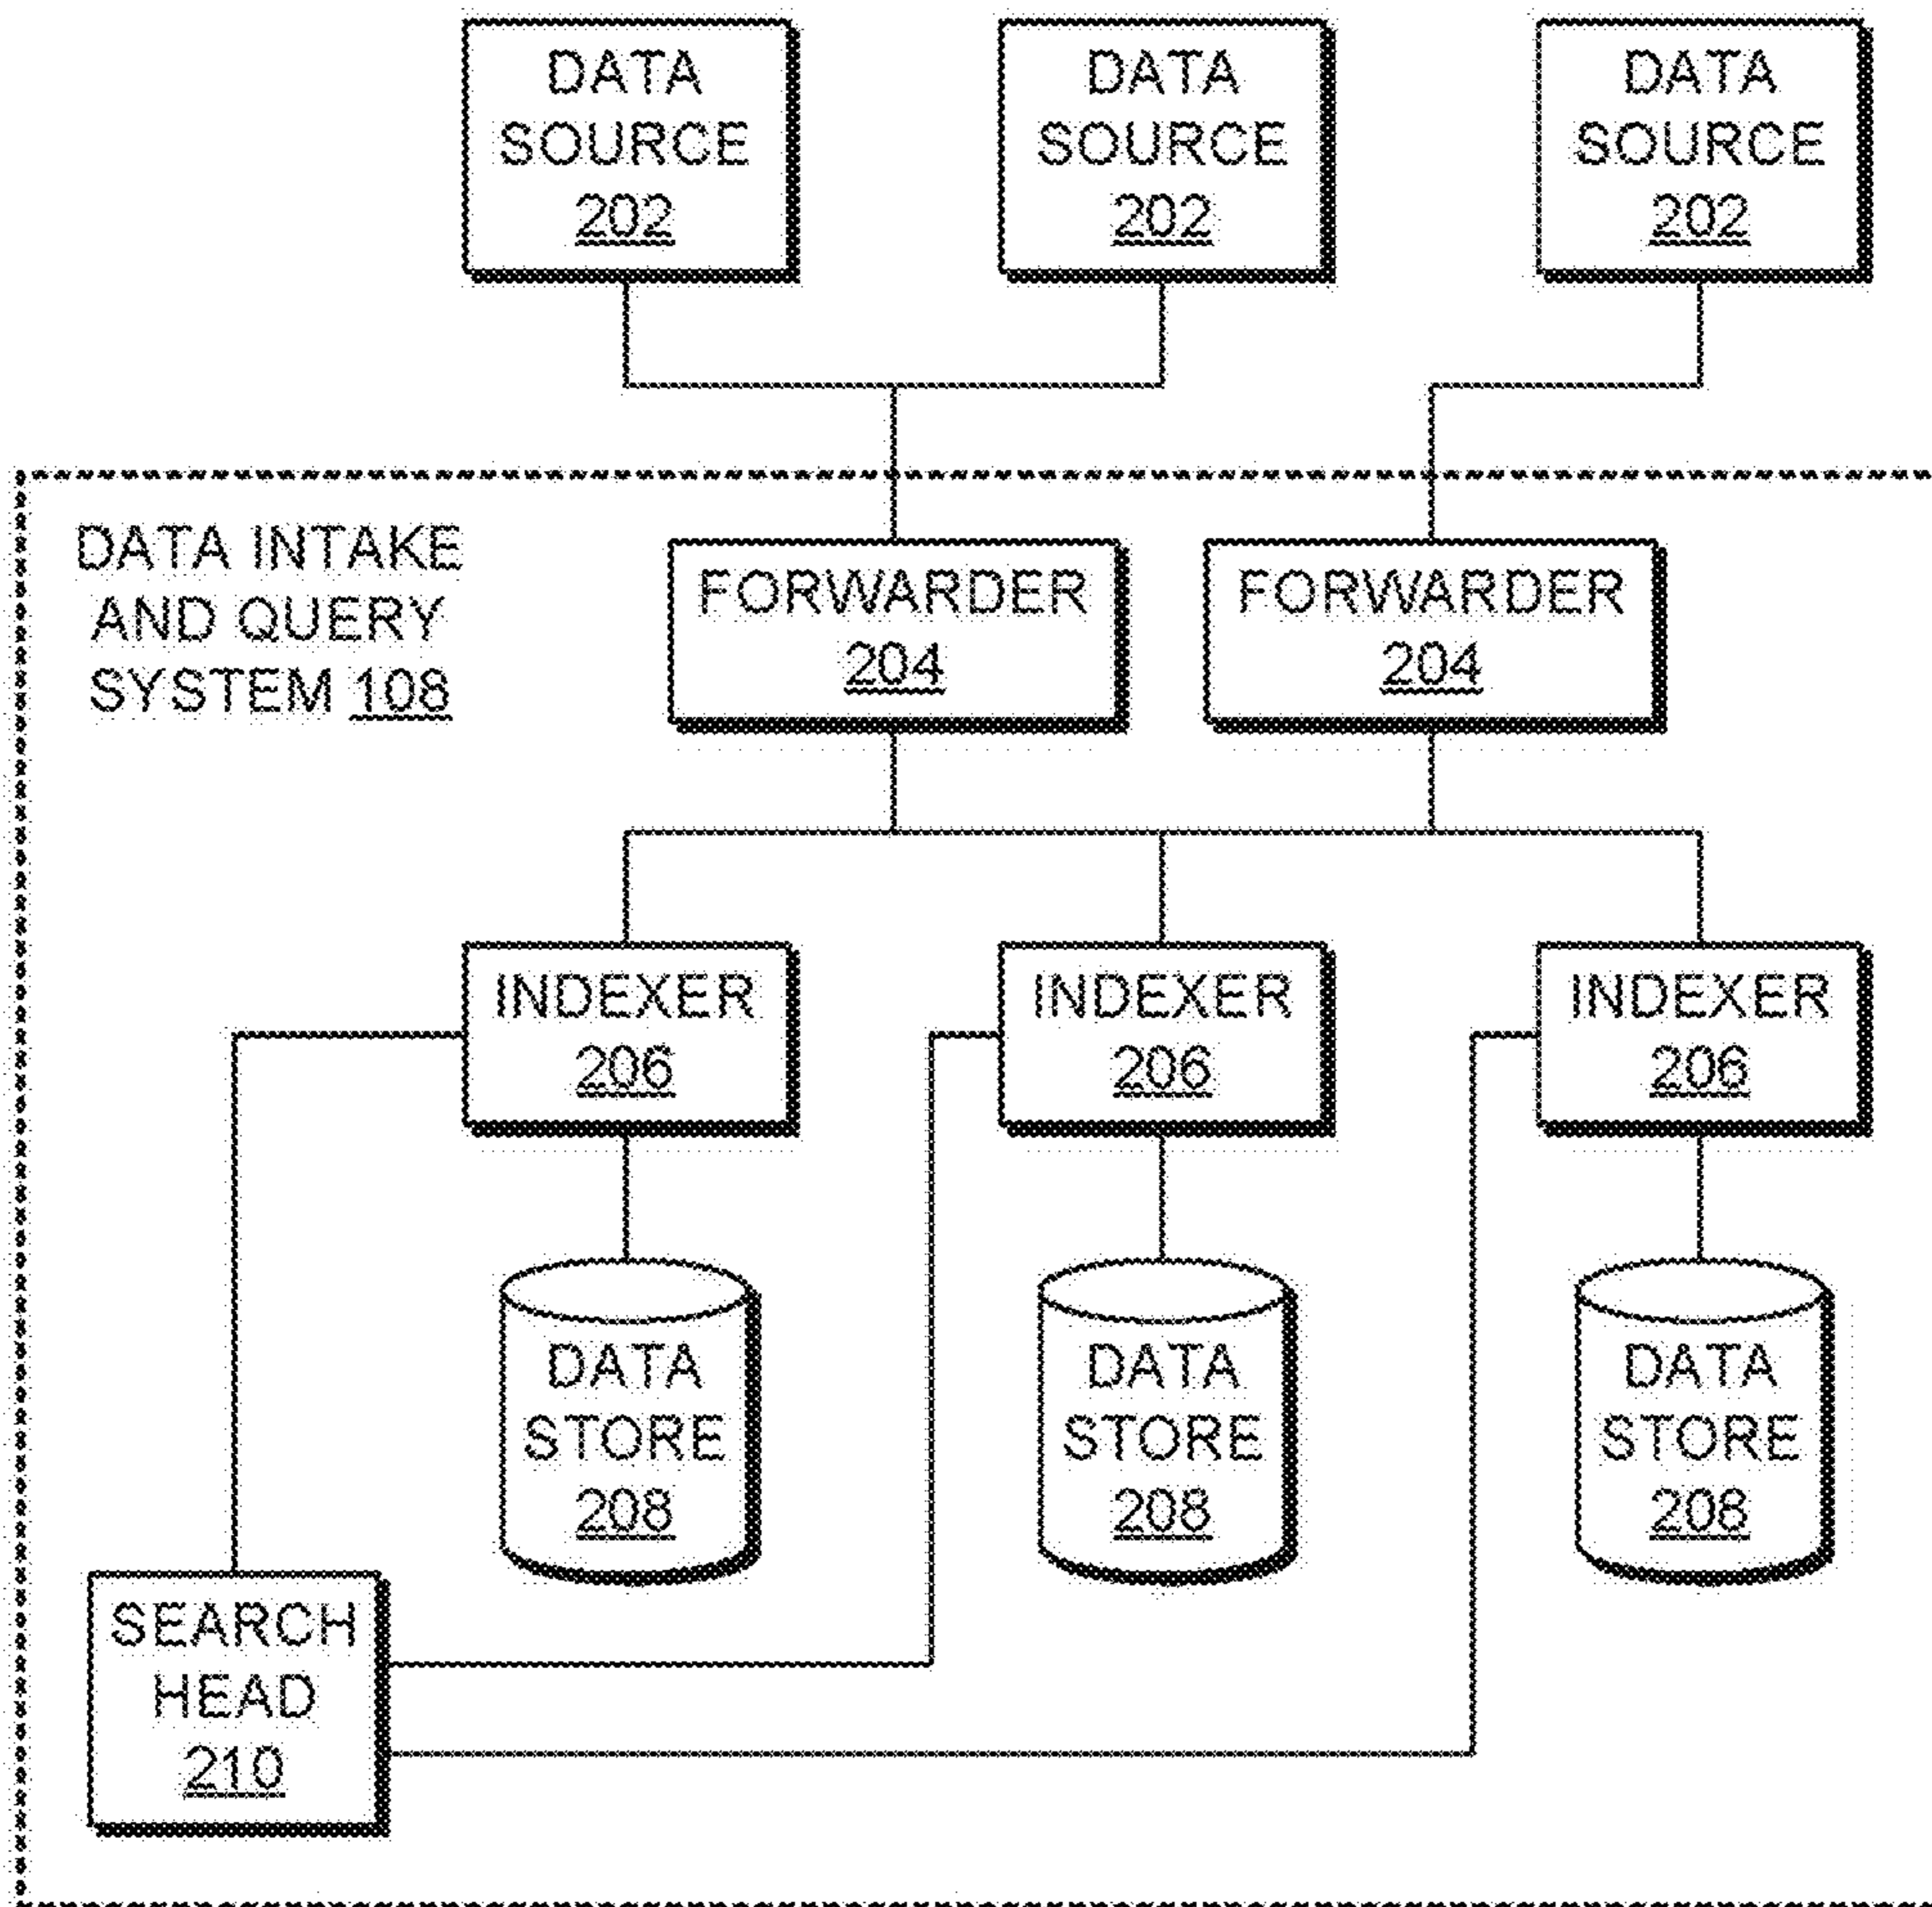 DATA
SOURCE
202
DATA
SOURCE
202
DATA
SOURCE
202
DATA INTAKE
AND QUERY
SYSTEM 108
FORWARDER
204
FORWARDER
204
INDEXER
206
INDEXER
206
INDEXER
206
DATA
STORE
208
DATA
STORE
208
DATA
STORE
208
SEARCH
HEAD
210